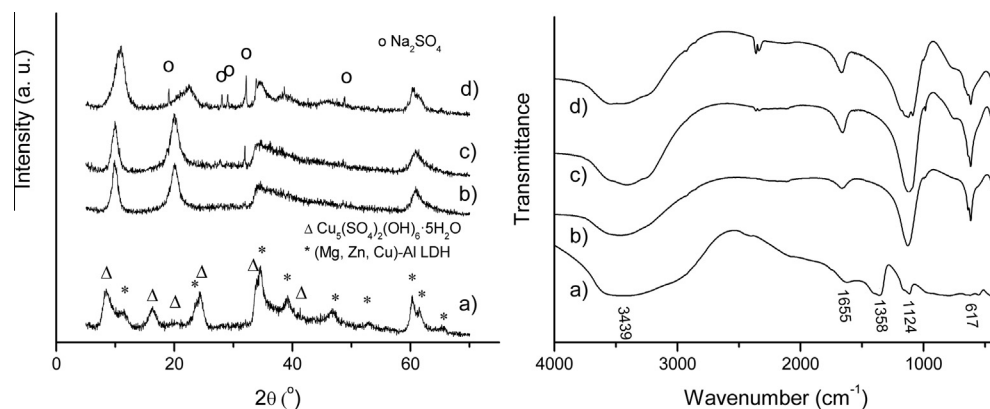 Intensity (a. u.)
o Na₂SO₄
o
o
o
o
o
d)
c)
b)
Δ Cu₅(SO₄)₂(OH)₆·5H₂O
* (Mg, Zn, Cu)-Al LDH
Δ
*
Δ
Δ
*
Δ
Δ
*
*
Δ
*
*
*
*
*
a)
0 20 40 60
2θ (°)
Transmittance
d)
c)
b)
a)
3439
1655
1358
1124
617
4000 3000 2000 1000
Wavenumber (cm⁻¹)